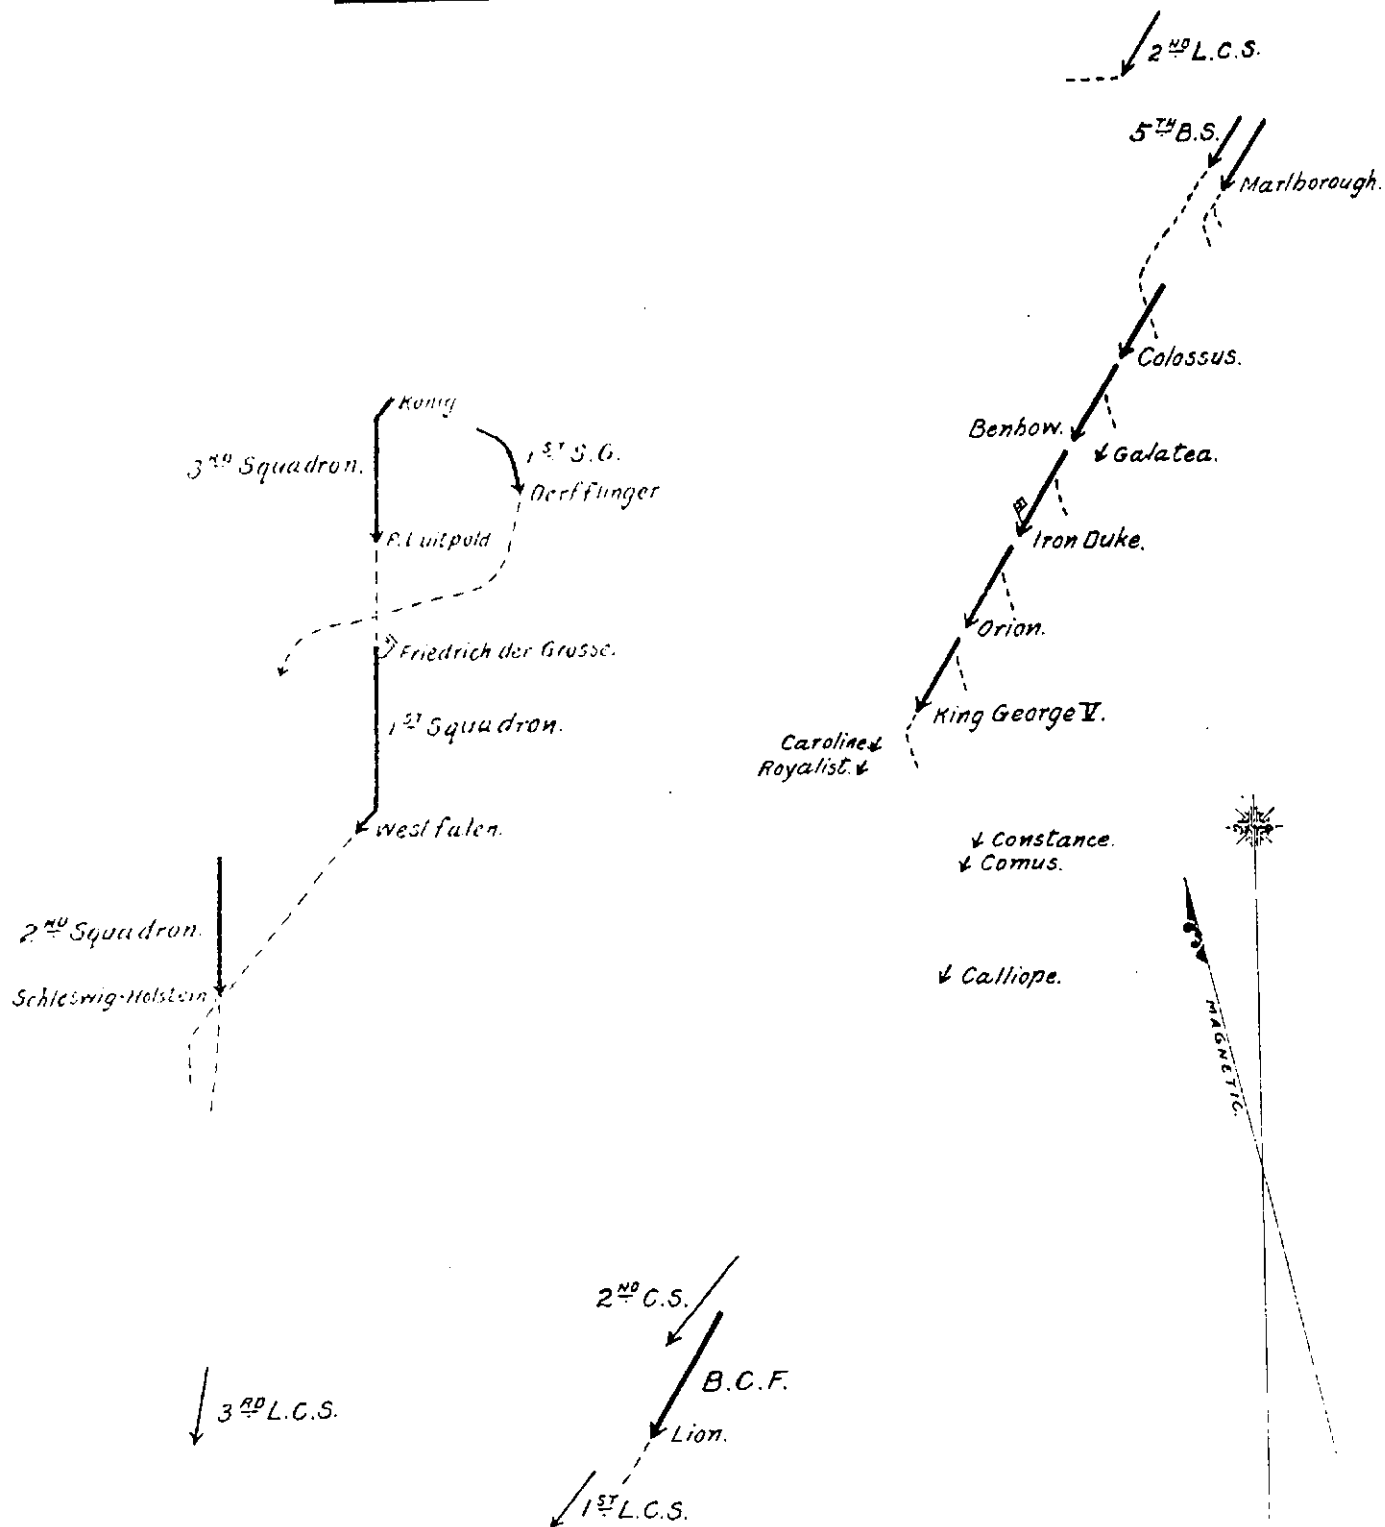 2ND L.C.S.
5TH B.S.
Marlborough.
Colossus.
König
Benbow.
Galatea.
3RD Squadron.
1ST S.G.
Derfflinger
P. Luitpold
Iron Duke.
Orion.
Friedrich der Grosse.
1ST Squadron.
King George V.
Caroline
Royalist.
Westfalen.
Constance.
Comus.
2ND Squadron.
Calliope.
Schleswig-Holstein
MAGNETIC.
2ND C.S.
B.C.F.
3RD L.C.S.
Lion.
1ST L.C.S.